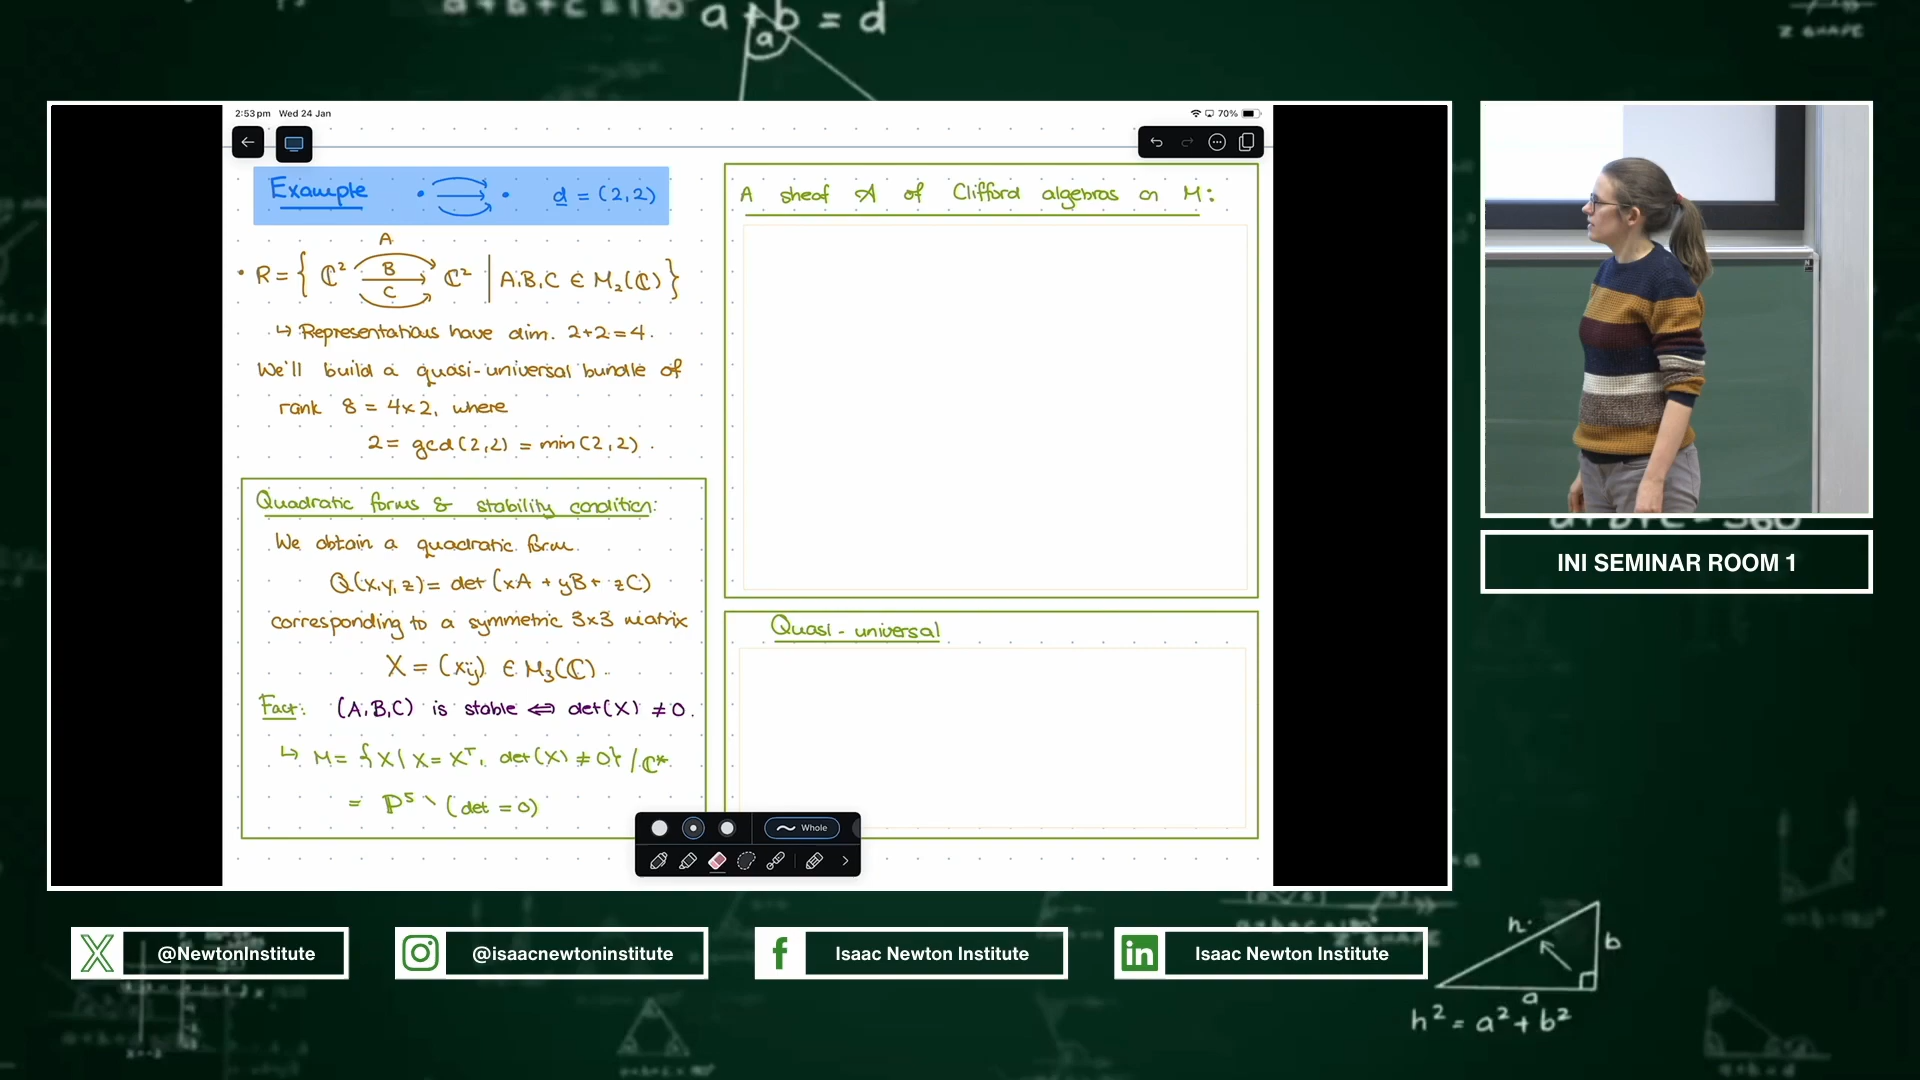 a + b + c = 180°
a + b = d
a
Z SHAPE
2:53 pm Wed 24 Jan
70%
Example d = (2,2)
A
• R = { ℂ² B ℂ² | A,B,C ∈ M₂(ℂ) }
C
↳ Representations have dim. 2+2=4.
We'll build a quasi-universal bundle of
rank 8 = 4×2, where
2 = gcd(2,2) = min(2,2).
Quadratic forms & stability condition:
We obtain a quadratic form
Q(x,y,z) = det (xA + yB + zC)
corresponding to a symmetric 3×3 matrix
X = (xij) ∈ M₃(ℂ).
Fact: (A,B,C) is stable ⇔ det(X) ≠ 0.
↳ M = {X | X = Xᵀ, det(X) ≠ 0} / ℂ*
= ℙ⁵ \ (det = 0)
A sheaf A of Clifford algebras on M:
Quasi-universal
Whole
INI SEMINAR ROOM 1
@NewtonInstitute
@isaacnewtoninstitute
f Isaac Newton Institute
in Isaac Newton Institute
h
b
a
h² = a² + b²